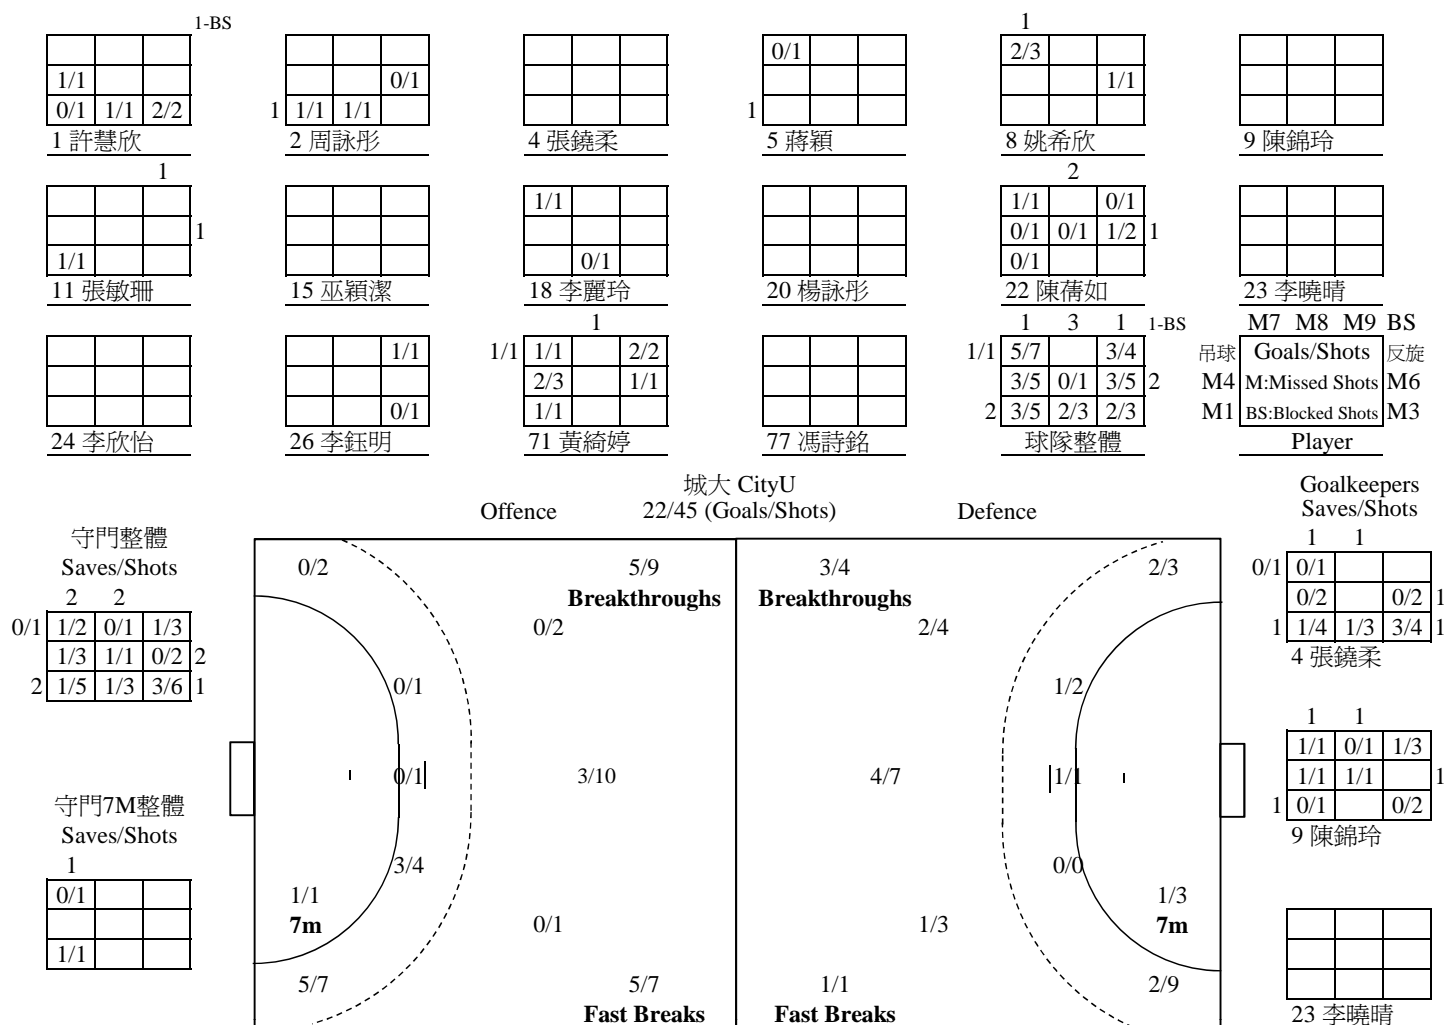 1-BS 1
0/1 2/3
1/1 0/1 1/1
0/1 1/1 2/2 1 1/1 1/1 1
1 許慧欣 2 周詠彤 4 張鐃柔 5 蔣穎 8 姚希欣 9 陳錦玲
1 2
1/1 1/1 0/1
1 0/1 0/1 1/2 1
1/1 0/1 0/1
11 張敏珊 15 巫穎潔 18 李麗玲 20 楊詠彤 22 陳蒨如 23 李曉晴
1 1 3 1 1-BS M7 M8 M9 BS
1/1 1/1 1/1 2/2 1/1 5/7 3/4 吊球 Goals/Shots 反旋
2/3 1/1 3/5 0/1 3/5 2 M4 M:Missed Shots M6
0/1 1/1 2 3/5 2/3 2/3 M1 BS:Blocked Shots M3
24 李欣怡 26 李鈺明 71 黃綺婷 77 馮詩銘 球隊整體 Player
城大 CityU
Offence 22/45 (Goals/Shots) Defence
Goalkeepers
Saves/Shots
守門整體
Saves/Shots
2 2
0/1 1/2 0/1 1/3
1/3 1/1 0/2 2
2 1/5 1/3 3/6 1
守門7M整體
Saves/Shots
1
0/1
1/1
0/2 5/9 3/4 2/3
Breakthroughs Breakthroughs
0/2 2/4
0/1 1/2
0/1 3/10 4/7 1/1
3/4 0/0
1/1 1/3
7m 7m
0/1 1/3
5/7 5/7 1/1 2/9
Fast Breaks Fast Breaks
1 1
0/1 0/1
0/2 0/2 1
1 1/4 1/3 3/4 1
4 張鐃柔
1 1
1/1 0/1 1/3
1/1 1/1 1
1 0/1 0/2
9 陳錦玲
23 李曉晴